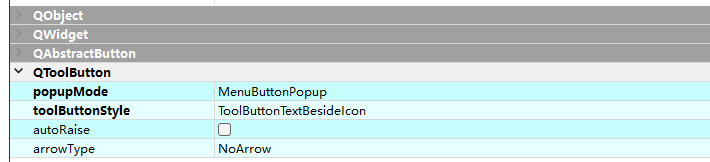 QObject
QWidget
QAbstractButton
QToolButton
popupMode MenuButtonPopup
toolButtonStyle ToolButtonTextBesideIcon
autoRaise
arrowType NoArrow